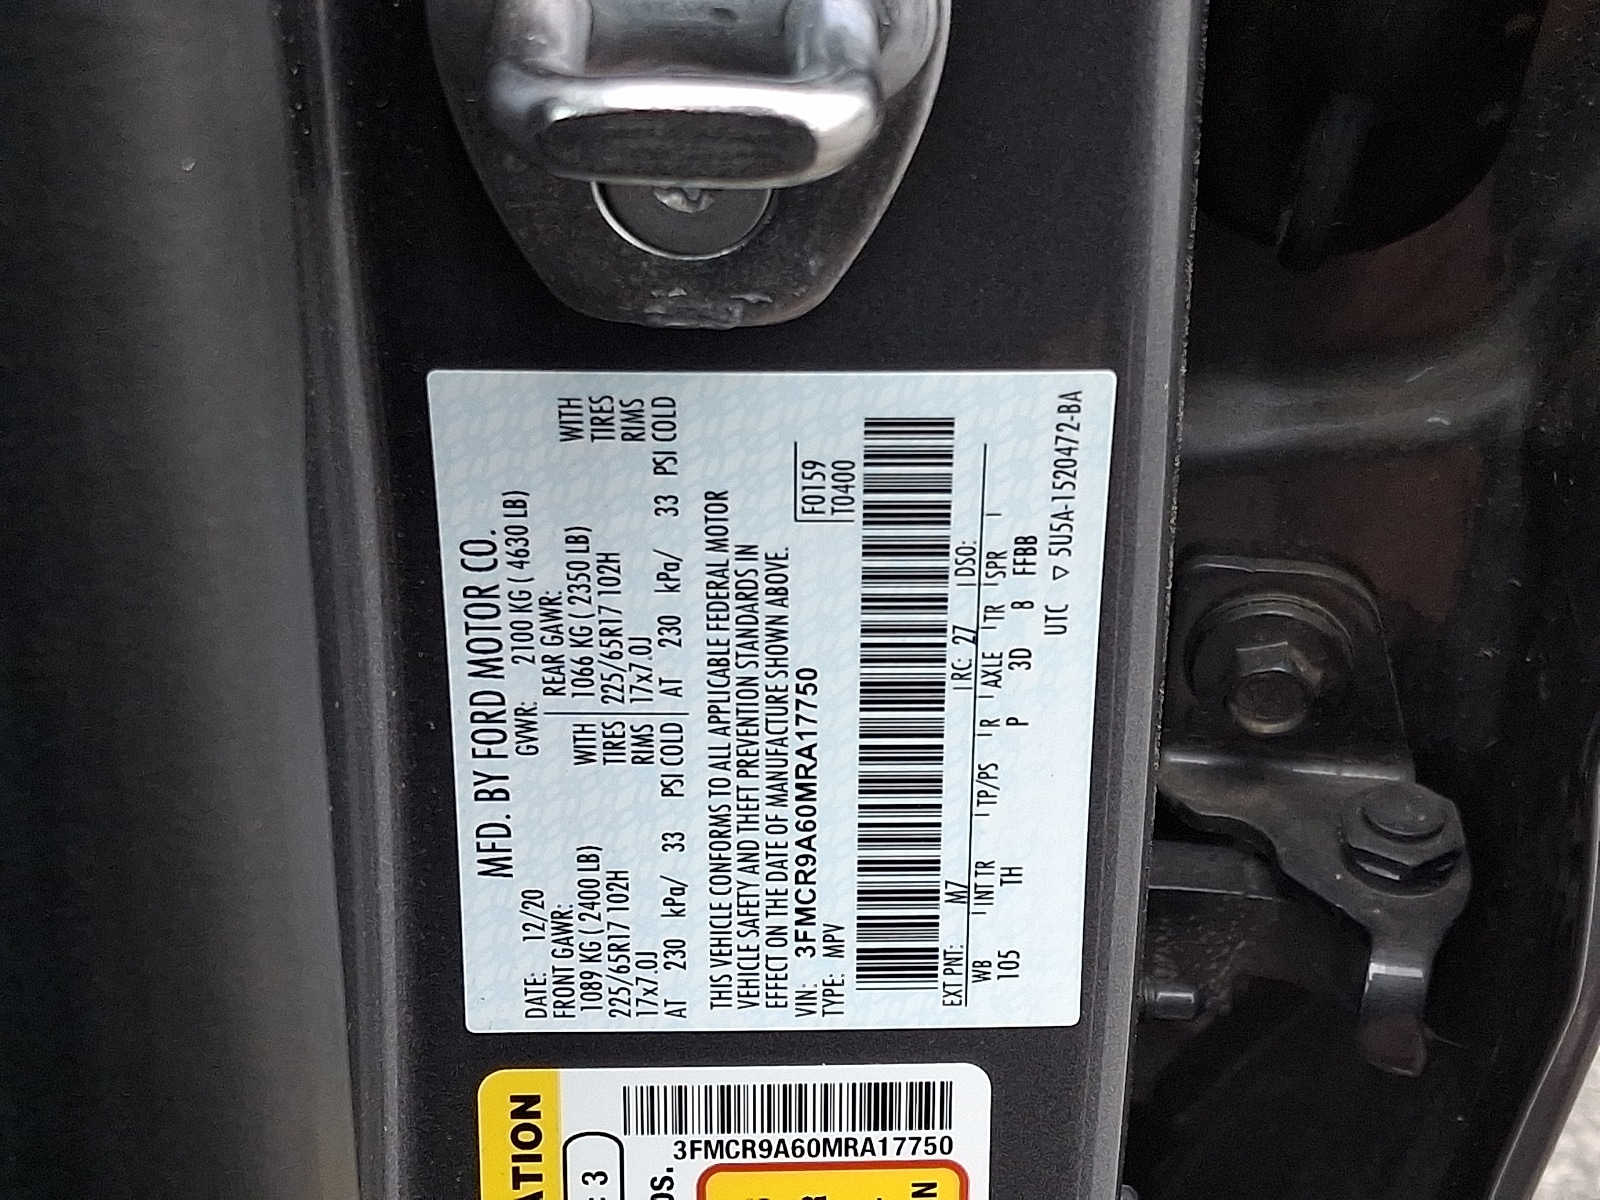 MFD. BY FORD MOTOR CO.
DATE: 12/20 GVWR: 2100 KG ( 4630 LB)
FRONT GAWR: REAR GAWR:
1089 KG ( 2400 LB) WITH 1066 KG ( 2350 LB) WITH
225/65R17 102H TIRES 225/65R17 102H TIRES
17x7.0J RIMS 17x7.0J RIMS
AT 230 kPa/ 33 PSI COLD AT 230 kPa/ 33 PSI COLD
THIS VEHICLE CONFORMS TO ALL APPLICABLE FEDERAL MOTOR
VEHICLE SAFETY AND THEFT PREVENTION STANDARDS IN
EFFECT ON THE DATE OF MANUFACTURE SHOWN ABOVE.
VIN: 3FMCR9A60MRA17750 F0159
TYPE: MPV T0400
EXT PNT: M7 RC: 27 DSO:
WB INT TR TP/PS R AXLE TR SPR
105 TH P 3D 8 FFBB
UTC ▽ 5U5A-1520472-BA
3
3FMCR9A60MRA17750